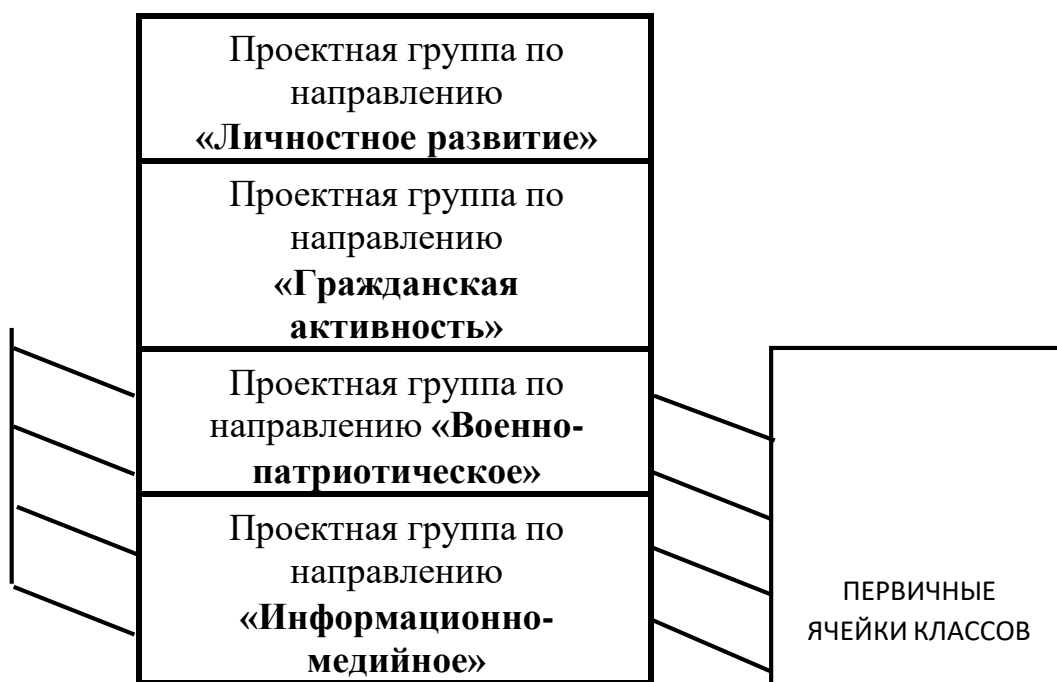 Проектная группа по
направлению
«Личностное развитие»
Проектная группа по
направлению
«Гражданская
активность»
Проектная группа по
направлению «Военно-
патриотическое»
Проектная группа по
направлению
«Информационно-
медийное»
ПЕРВИЧНЫЕ
ЯЧЕЙКИ КЛАССОВ